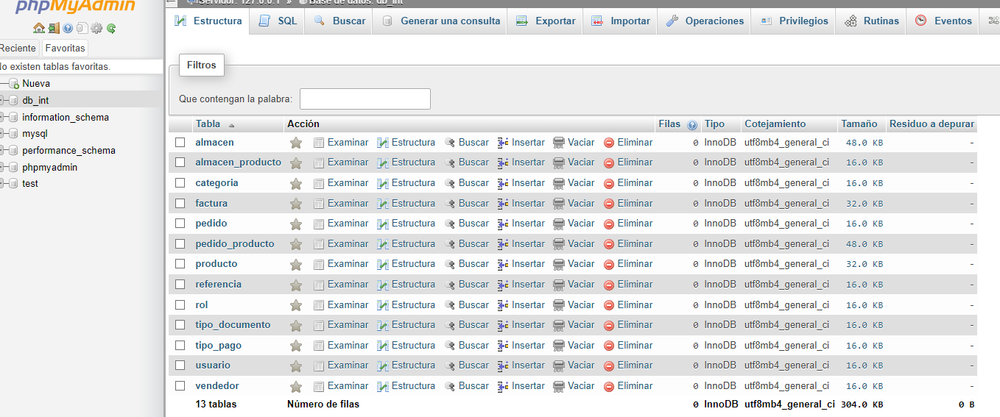 phpMyAdmin
Servidor: 127.0.0.1 » Base de datos: db_int
Estructura SQL Buscar Generar una consulta Exportar Importar Operaciones Privilegios Rutinas Eventos
Reciente Favoritas
No existen tablas favoritas.
Nueva
db_int
information_schema
mysql
performance_schema
phpmyadmin
test
Filtros
Que contengan la palabra:
Tabla Acción Filas Tipo Cotejamiento Tamaño Residuo a depurar
almacen Examinar Estructura Buscar Insertar Vaciar Eliminar 0 InnoDB utf8mb4_general_ci 48.0 KB -
almacen_producto Examinar Estructura Buscar Insertar Vaciar Eliminar 0 InnoDB utf8mb4_general_ci 16.0 KB -
categoria Examinar Estructura Buscar Insertar Vaciar Eliminar 0 InnoDB utf8mb4_general_ci 16.0 KB -
factura Examinar Estructura Buscar Insertar Vaciar Eliminar 0 InnoDB utf8mb4_general_ci 32.0 KB -
pedido Examinar Estructura Buscar Insertar Vaciar Eliminar 0 InnoDB utf8mb4_general_ci 16.0 KB -
pedido_producto Examinar Estructura Buscar Insertar Vaciar Eliminar 0 InnoDB utf8mb4_general_ci 48.0 KB -
producto Examinar Estructura Buscar Insertar Vaciar Eliminar 0 InnoDB utf8mb4_general_ci 32.0 KB -
referencia Examinar Estructura Buscar Insertar Vaciar Eliminar 0 InnoDB utf8mb4_general_ci 16.0 KB -
rol Examinar Estructura Buscar Insertar Vaciar Eliminar 0 InnoDB utf8mb4_general_ci 16.0 KB -
tipo_documento Examinar Estructura Buscar Insertar Vaciar Eliminar 0 InnoDB utf8mb4_general_ci 16.0 KB -
tipo_pago Examinar Estructura Buscar Insertar Vaciar Eliminar 0 InnoDB utf8mb4_general_ci 16.0 KB -
usuario Examinar Estructura Buscar Insertar Vaciar Eliminar 0 InnoDB utf8mb4_general_ci 16.0 KB -
vendedor Examinar Estructura Buscar Insertar Vaciar Eliminar 0 InnoDB utf8mb4_general_ci 16.0 KB -
13 tablas Número de filas 0 InnoDB utf8mb4_general_ci 304.0 KB 0 B